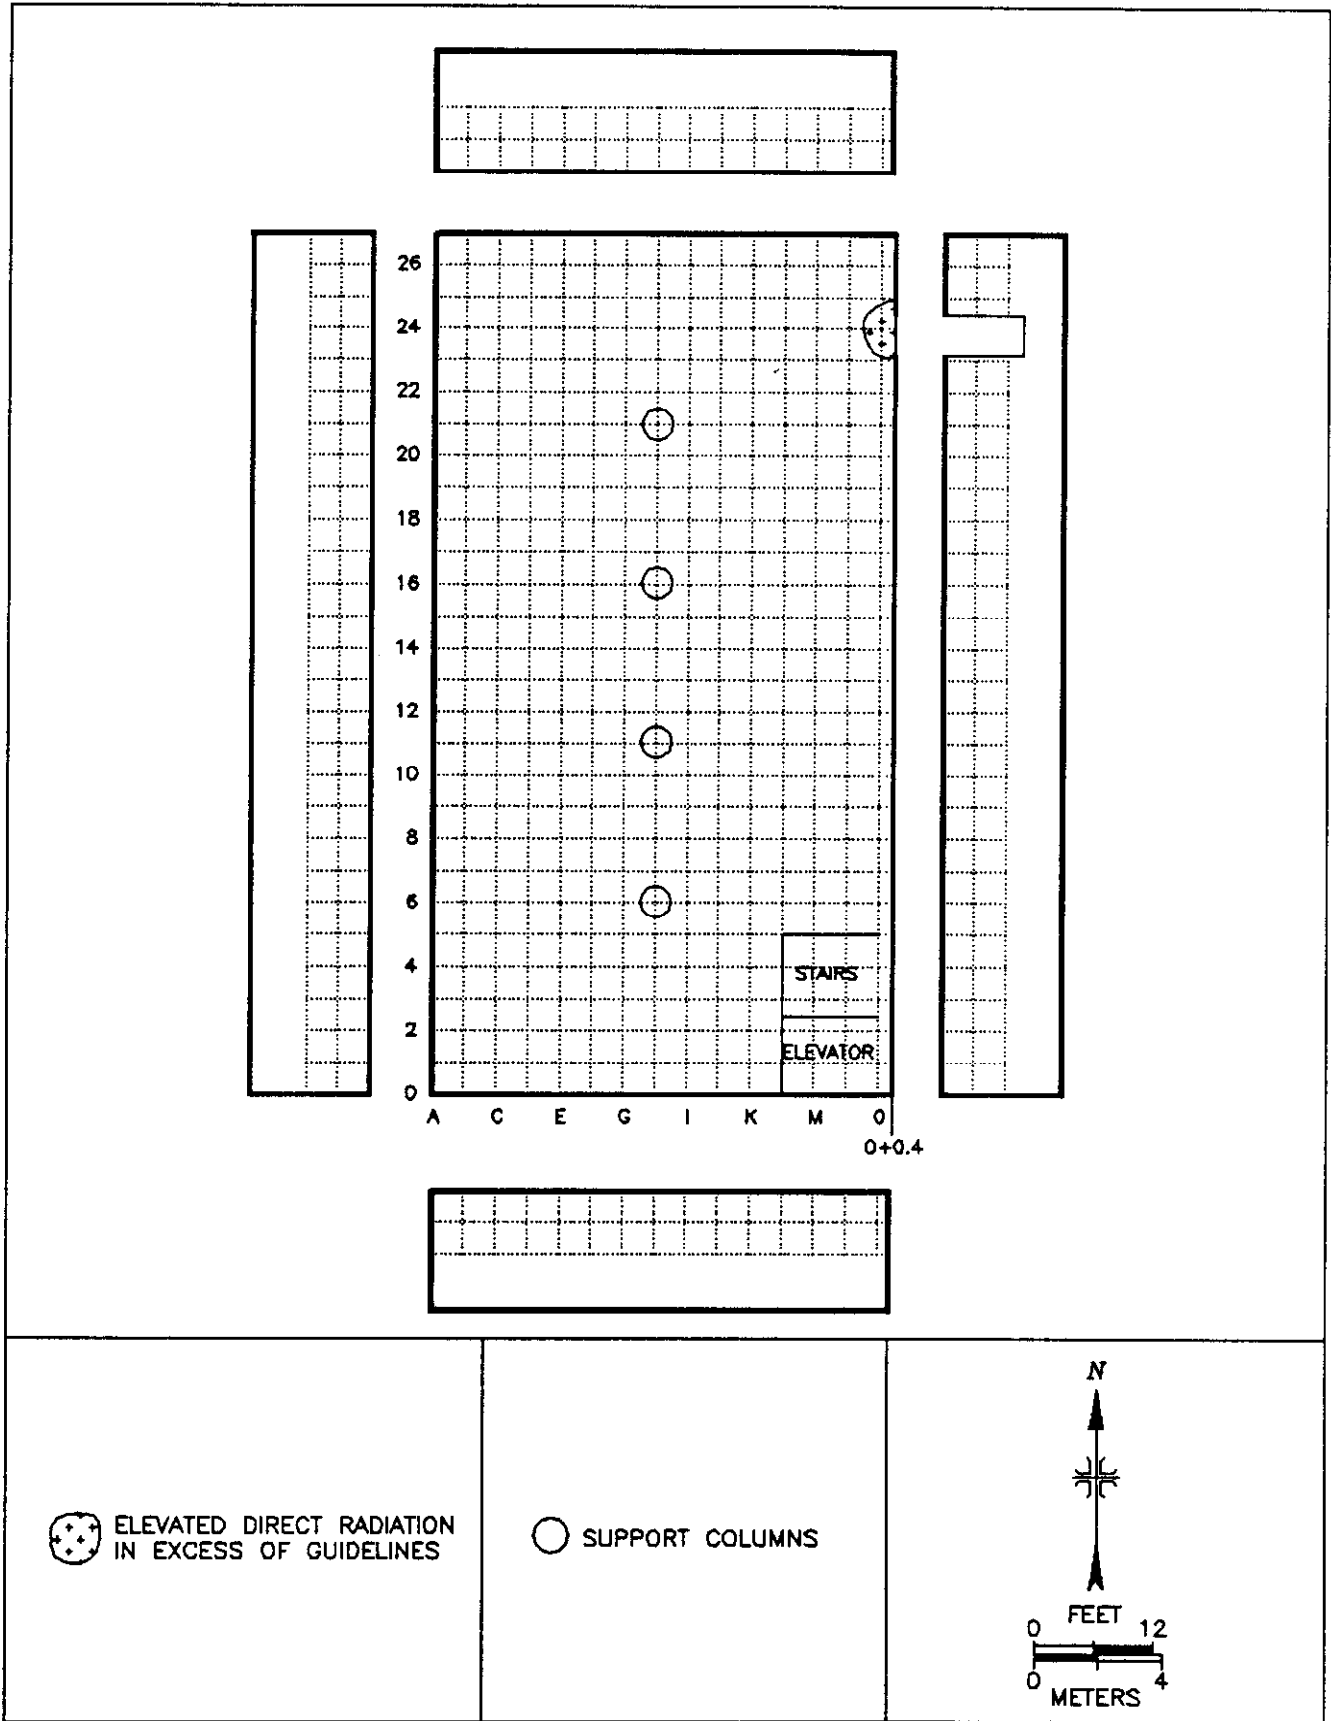 26
24
22
20
18
16
14
12
10
8
6
4
2
0
STAIRS
ELEVATOR
A C E G I K M O
0+0.4
ELEVATED DIRECT RADIATION
IN EXCESS OF GUIDELINES
SUPPORT COLUMNS
N
FEET
0 12
0 4
METERS